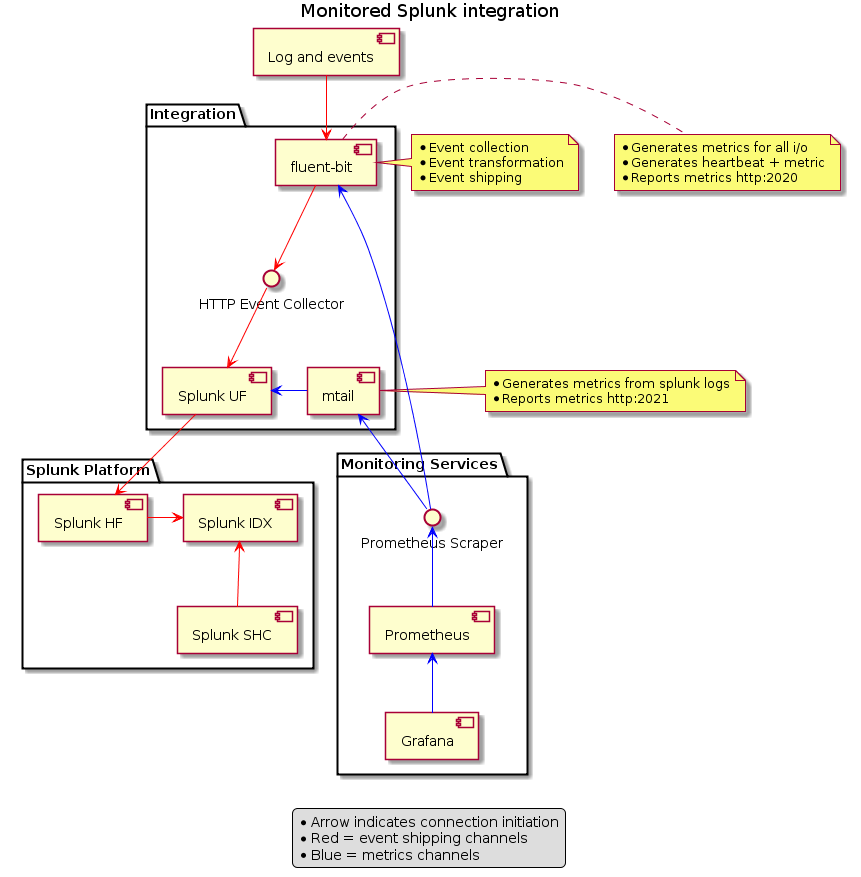 Monitored Splunk integration
Log and events
Integration
fluent-bit
• Event collection
• Event transformation
• Event shipping
• Generates metrics for all i/o
• Generates heartbeat + metric
• Reports metrics http:2020
HTTP Event Collector
Splunk UF
mtail
• Generates metrics from splunk logs
• Reports metrics http:2021
Splunk Platform
Splunk HF
Splunk IDX
Splunk SHC
Monitoring Services
Prometheus Scraper
Prometheus
Grafana
• Arrow indicates connection initiation
• Red = event shipping channels
• Blue = metrics channels